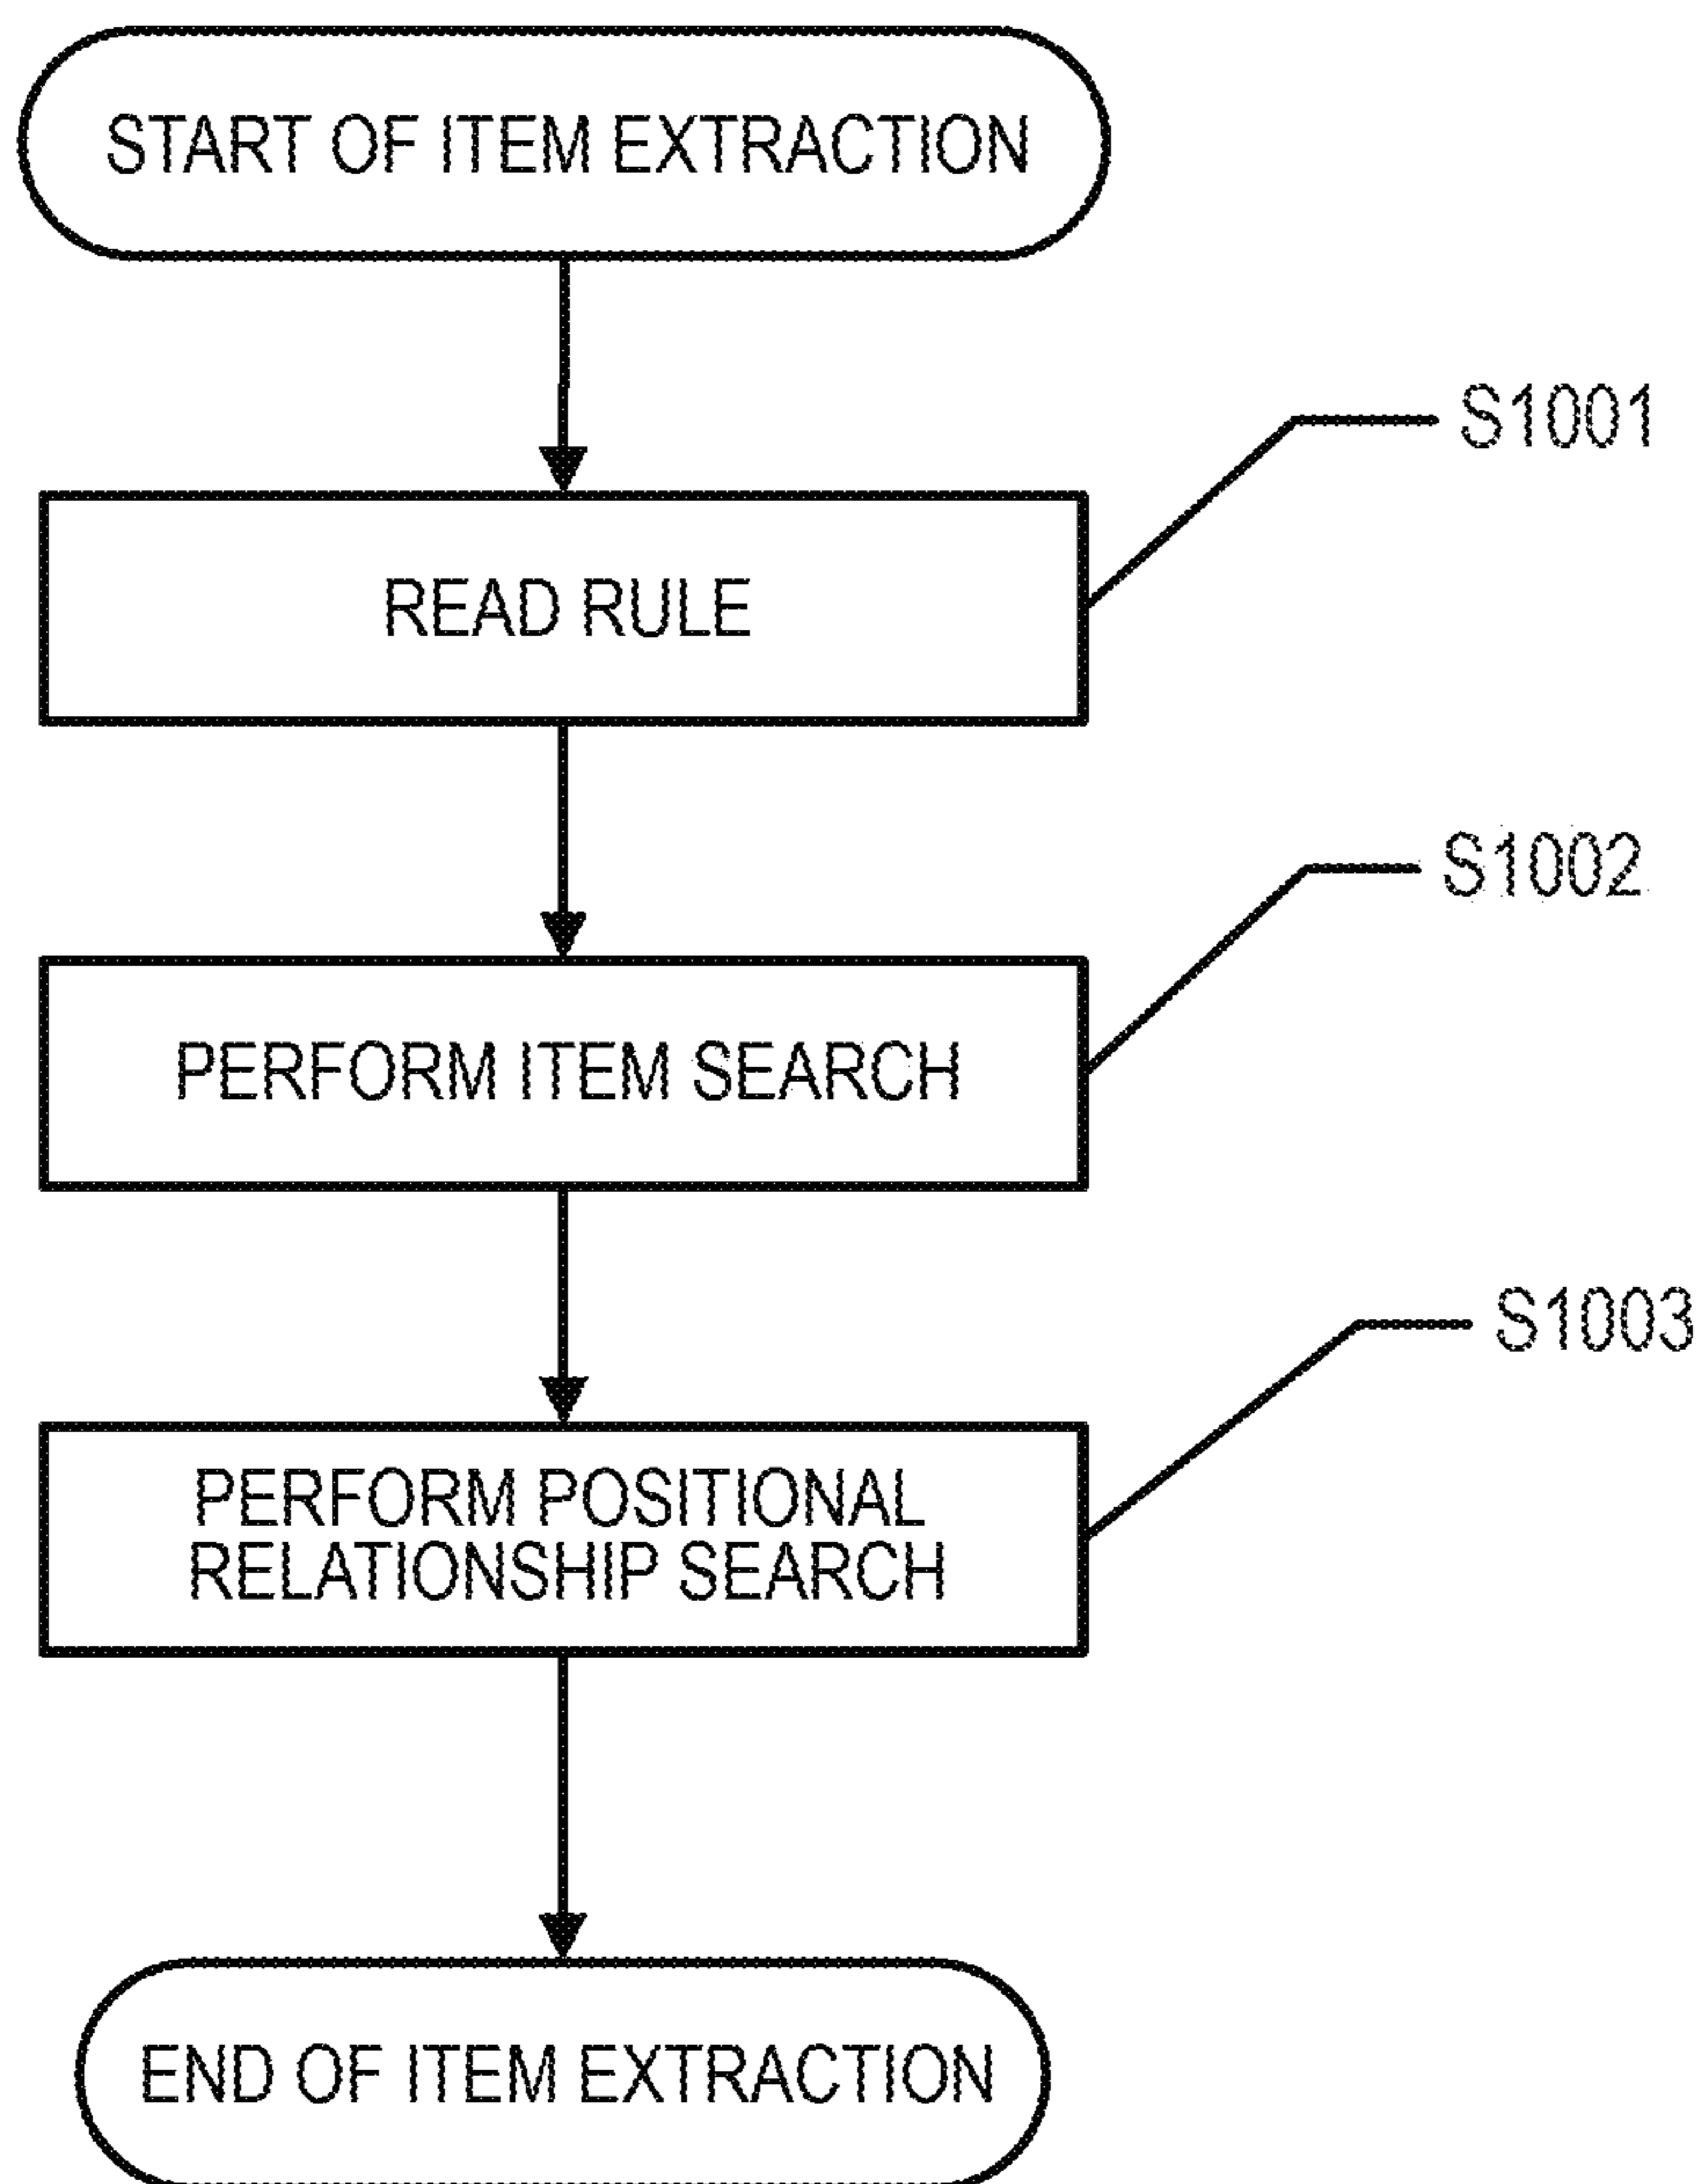 START OF ITEM EXTRACTION
S1001
READ RULE
S1002
PERFORM ITEM SEARCH
S1003
PERFORM POSITIONAL
RELATIONSHIP SEARCH
END OF ITEM EXTRACTION